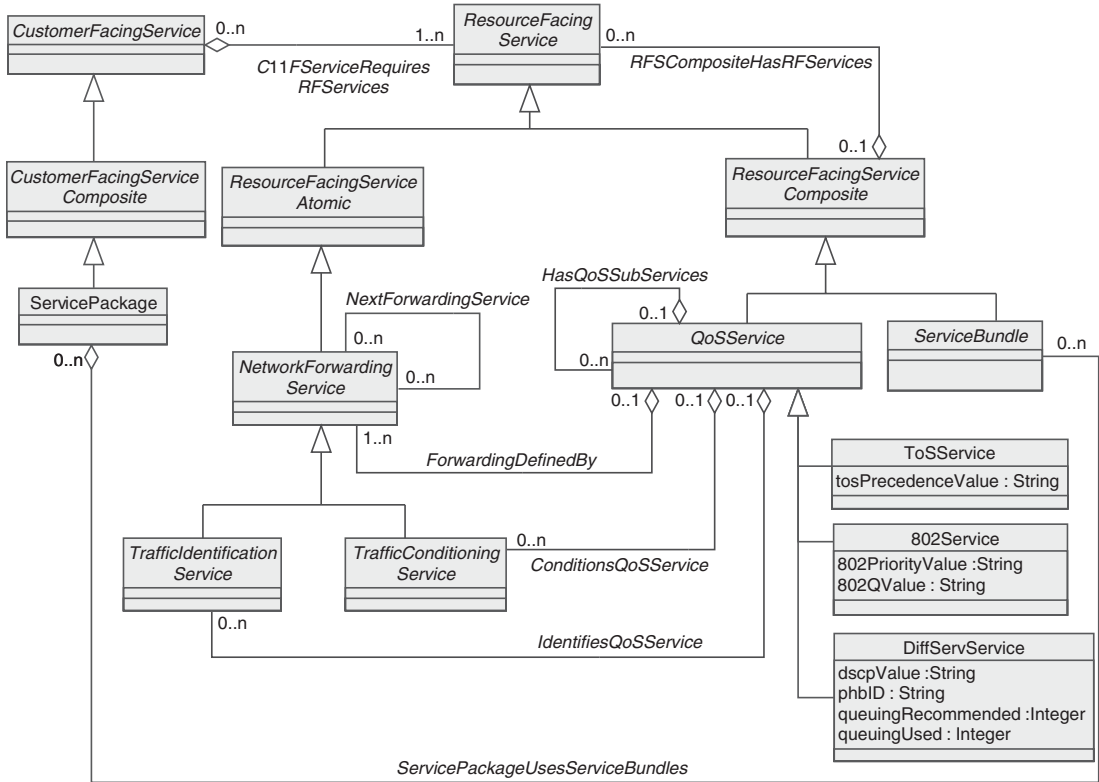 CustomerFacingService
0..n
1..n
ResourceFacing
Service
0..n
C11FServiceRequires
RFServices
RFSCompositeHasRFServices
0..1
CustomerFacingService
Composite
ResourceFacingService
Atomic
ResourceFacingService
Composite
ServicePackage
0..n
NextForwardingService
0..n
0..n
HasQoSSubServices
0..1
0..n
QoSService
ServiceBundle
0..n
NetworkForwarding
Service
1..n
0..1
0..1
0..1
ForwardingDefinedBy
ToSService
tosPrecedenceValue : String
TrafficIdentification
Service
TrafficConditioning
Service
0..n
ConditionsQoSService
802Service
802PriorityValue :String
802QValue : String
0..n
IdentifiesQoSService
DiffServService
dscpValue :String
phbID : String
queuingRecommended :Integer
queuingUsed : Integer
ServicePackageUsesServiceBundles